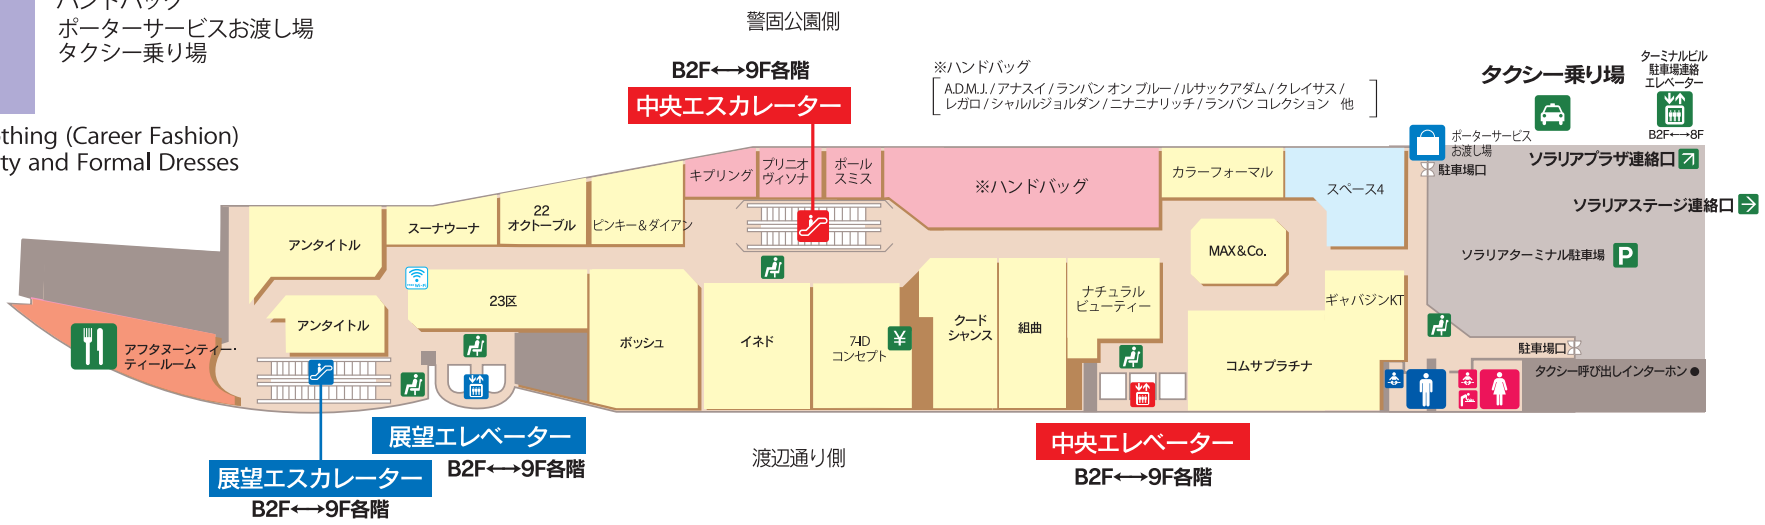 ハンドバッグ
ポーターサービスお渡し場
タクシー乗り場
thing (Career Fashion)
ty and Formal Dresses
警固公園側
B2F⟷9F各階
中央エスカレーター
※ハンドバッグ
A.D.M.J. / アナスイ / ランバン オン ブルー / ルサックアダム / クレイサス /
レガロ / シャルルジョルダン / ニナニナリッチ / ランバン コレクション 他
タクシー乗り場
ターミナルビル
駐車場連絡
エレベーター
B2F⟷8F
ポーターサービス
お渡し場
駐車場口
ソラリアプラザ連絡口
ソラリアステージ連絡口
ソラリアターミナル駐車場
P
キプリング
プリニオ
ヴィソナ
ポール
スミス
※ハンドバッグ
カラーフォーマル
スペース4
アンタイトル
スーナウーナ
22
オクトーブル
ピンキー＆ダイアン
MAX&Co.
23区
アンタイトル
ボッシュ
イネド
7-ID
コンセプト
¥
クード
シャンス
組曲
ナチュラル
ビューティー
ギャバジンKT
コムサプラチナ
アフタヌーンティー・
ティールーム
駐車場口
タクシー呼び出しインターホン
展望エレベーター
B2F⟷9F各階
展望エスカレーター
B2F⟷9F各階
渡辺通り側
中央エレベーター
B2F⟷9F各階